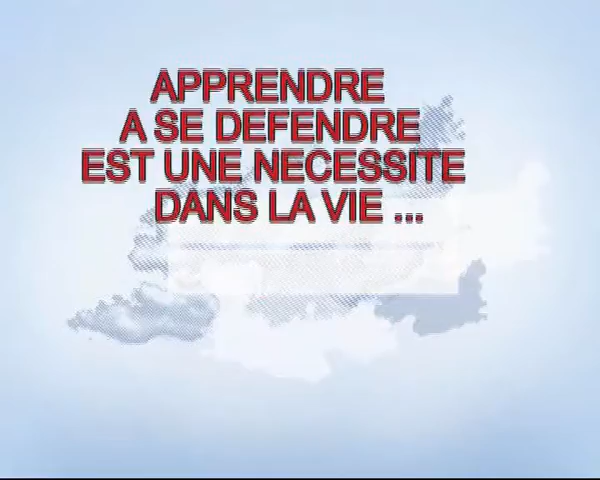 APPRENDRE
A SE DEFENDRE
EST UNE NECESSITE
DANS LA VIE ...